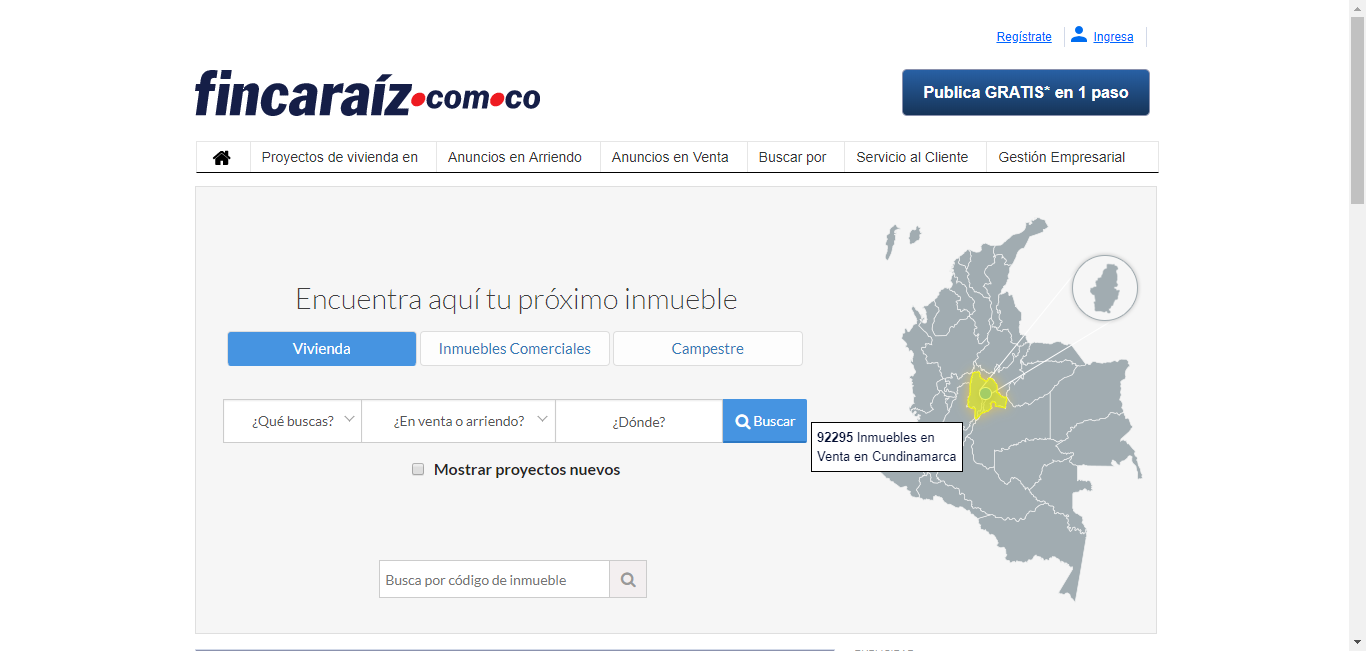 Regístrate
Ingresa
fincaraíz.com.co
Publica GRATIS* en 1 paso
Proyectos de vivienda en
Anuncios en Arriendo
Anuncios en Venta
Buscar por
Servicio al Cliente
Gestión Empresarial
Encuentra aquí tu próximo inmueble
Vivienda
Inmuebles Comerciales
Campestre
¿Qué buscas?
¿En venta o arriendo?
¿Dónde?
Buscar
92295 Inmuebles en
Venta en Cundinamarca
Mostrar proyectos nuevos
Busca por código de inmueble